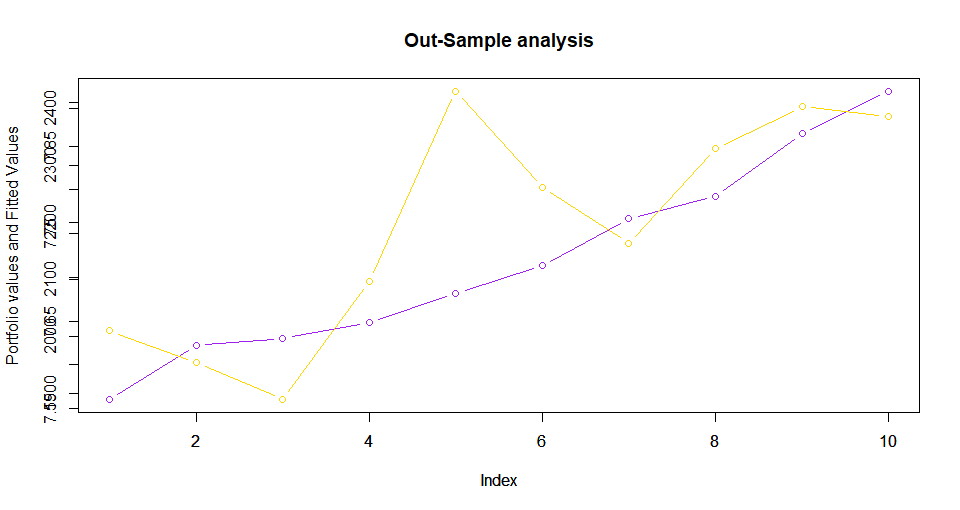 Out-Sample analysis
Portfolio values and Fitted Values
2400
2100
2 4 6 8 10
Index